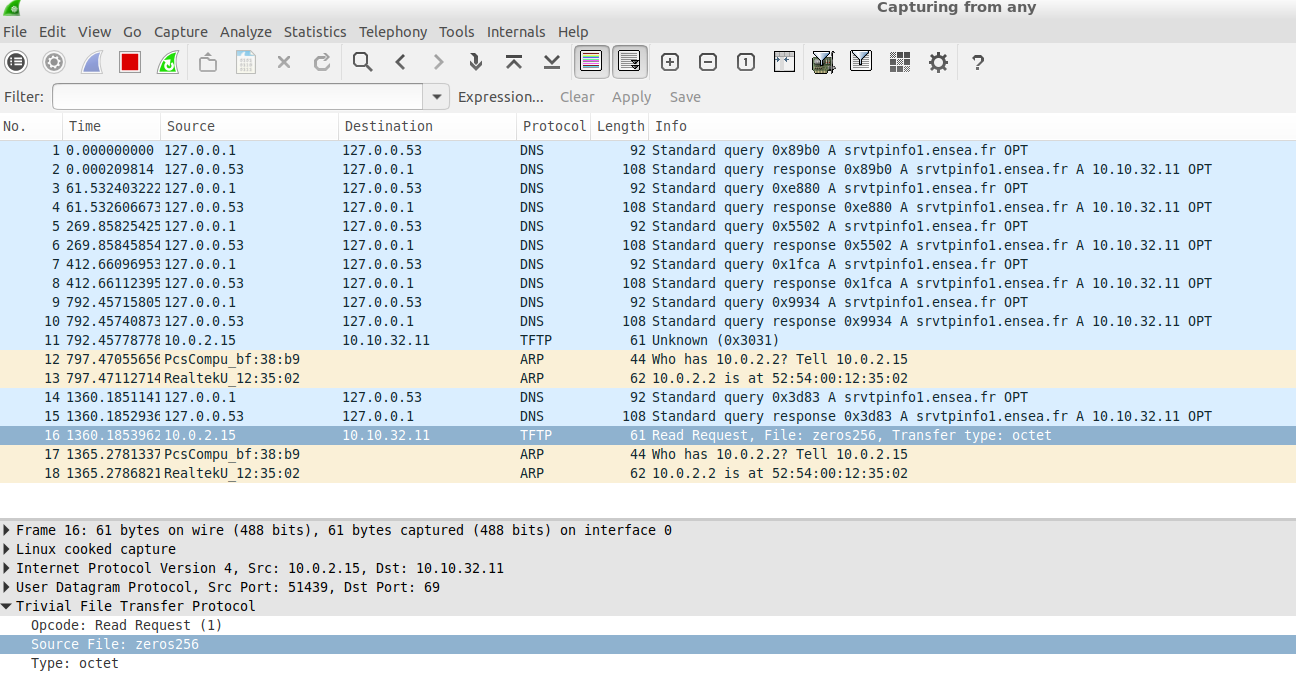 Capturing from any
File Edit View Go Capture Analyze Statistics Telephony Tools Internals Help
Filter: Expression... Clear Apply Save
No. Time Source Destination Protocol Length Info
1 0.000000000 127.0.0.1 127.0.0.53 DNS 92 Standard query 0x89b0 A srvtpinfo1.ensea.fr OPT
2 0.000209814 127.0.0.53 127.0.0.1 DNS 108 Standard query response 0x89b0 A srvtpinfo1.ensea.fr A 10.10.32.11 OPT
3 61.532403222 127.0.0.1 127.0.0.53 DNS 92 Standard query 0xe880 A srvtpinfo1.ensea.fr OPT
4 61.532606673 127.0.0.53 127.0.0.1 DNS 108 Standard query response 0xe880 A srvtpinfo1.ensea.fr A 10.10.32.11 OPT
5 269.85825425 127.0.0.1 127.0.0.53 DNS 92 Standard query 0x5502 A srvtpinfo1.ensea.fr OPT
6 269.85845854 127.0.0.53 127.0.0.1 DNS 108 Standard query response 0x5502 A srvtpinfo1.ensea.fr A 10.10.32.11 OPT
7 412.66096953 127.0.0.1 127.0.0.53 DNS 92 Standard query 0x1fca A srvtpinfo1.ensea.fr OPT
8 412.66112395 127.0.0.53 127.0.0.1 DNS 108 Standard query response 0x1fca A srvtpinfo1.ensea.fr A 10.10.32.11 OPT
9 792.45715805 127.0.0.1 127.0.0.53 DNS 92 Standard query 0x9934 A srvtpinfo1.ensea.fr OPT
10 792.45740873 127.0.0.53 127.0.0.1 DNS 108 Standard query response 0x9934 A srvtpinfo1.ensea.fr A 10.10.32.11 OPT
11 792.45778778 10.0.2.15 10.10.32.11 TFTP 61 Unknown (0x3031)
12 797.47055656 PcsCompu_bf:38:b9 ARP 44 Who has 10.0.2.2? Tell 10.0.2.15
13 797.47112714 RealtekU_12:35:02 ARP 62 10.0.2.2 is at 52:54:00:12:35:02
14 1360.1851141 127.0.0.1 127.0.0.53 DNS 92 Standard query 0x3d83 A srvtpinfo1.ensea.fr OPT
15 1360.1852936 127.0.0.53 127.0.0.1 DNS 108 Standard query response 0x3d83 A srvtpinfo1.ensea.fr A 10.10.32.11 OPT
16 1360.1853962 10.0.2.15 10.10.32.11 TFTP 61 Read Request, File: zeros256, Transfer type: octet
17 1365.2781337 PcsCompu_bf:38:b9 ARP 44 Who has 10.0.2.2? Tell 10.0.2.15
18 1365.2786821 RealtekU_12:35:02 ARP 62 10.0.2.2 is at 52:54:00:12:35:02
Frame 16: 61 bytes on wire (488 bits), 61 bytes captured (488 bits) on interface 0
Linux cooked capture
Internet Protocol Version 4, Src: 10.0.2.15, Dst: 10.10.32.11
User Datagram Protocol, Src Port: 51439, Dst Port: 69
Trivial File Transfer Protocol
Opcode: Read Request (1)
Source File: zeros256
Type: octet